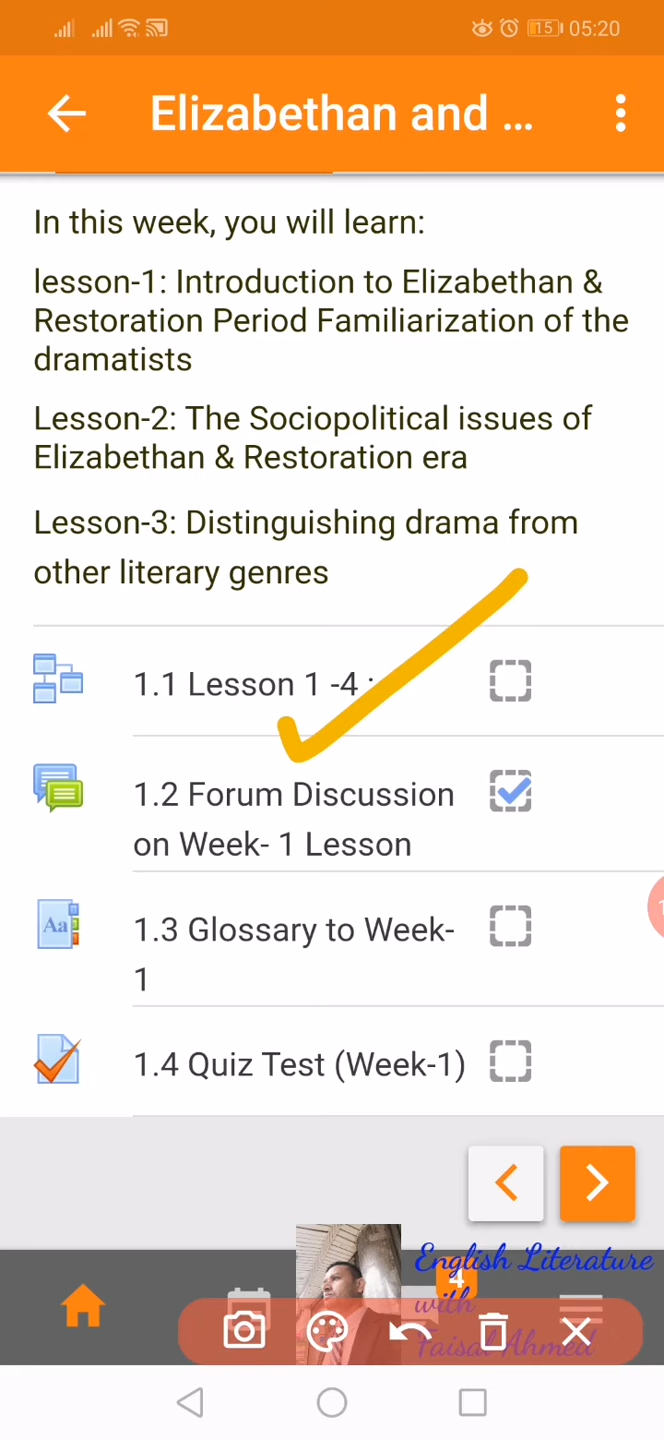 15 05:20
Elizabethan and ...
In this week, you will learn:
lesson-1: Introduction to Elizabethan &
Restoration Period Familiarization of the
dramatists
Lesson-2: The Sociopolitical issues of
Elizabethan & Restoration era
Lesson-3: Distinguishing drama from
other literary genres
1.1 Lesson 1 -4 :
1.2 Forum Discussion
on Week- 1 Lesson
Aa
1.3 Glossary to Week-
1
1.4 Quiz Test (Week-1)
English Literature
4
with
Faisal Ahmed